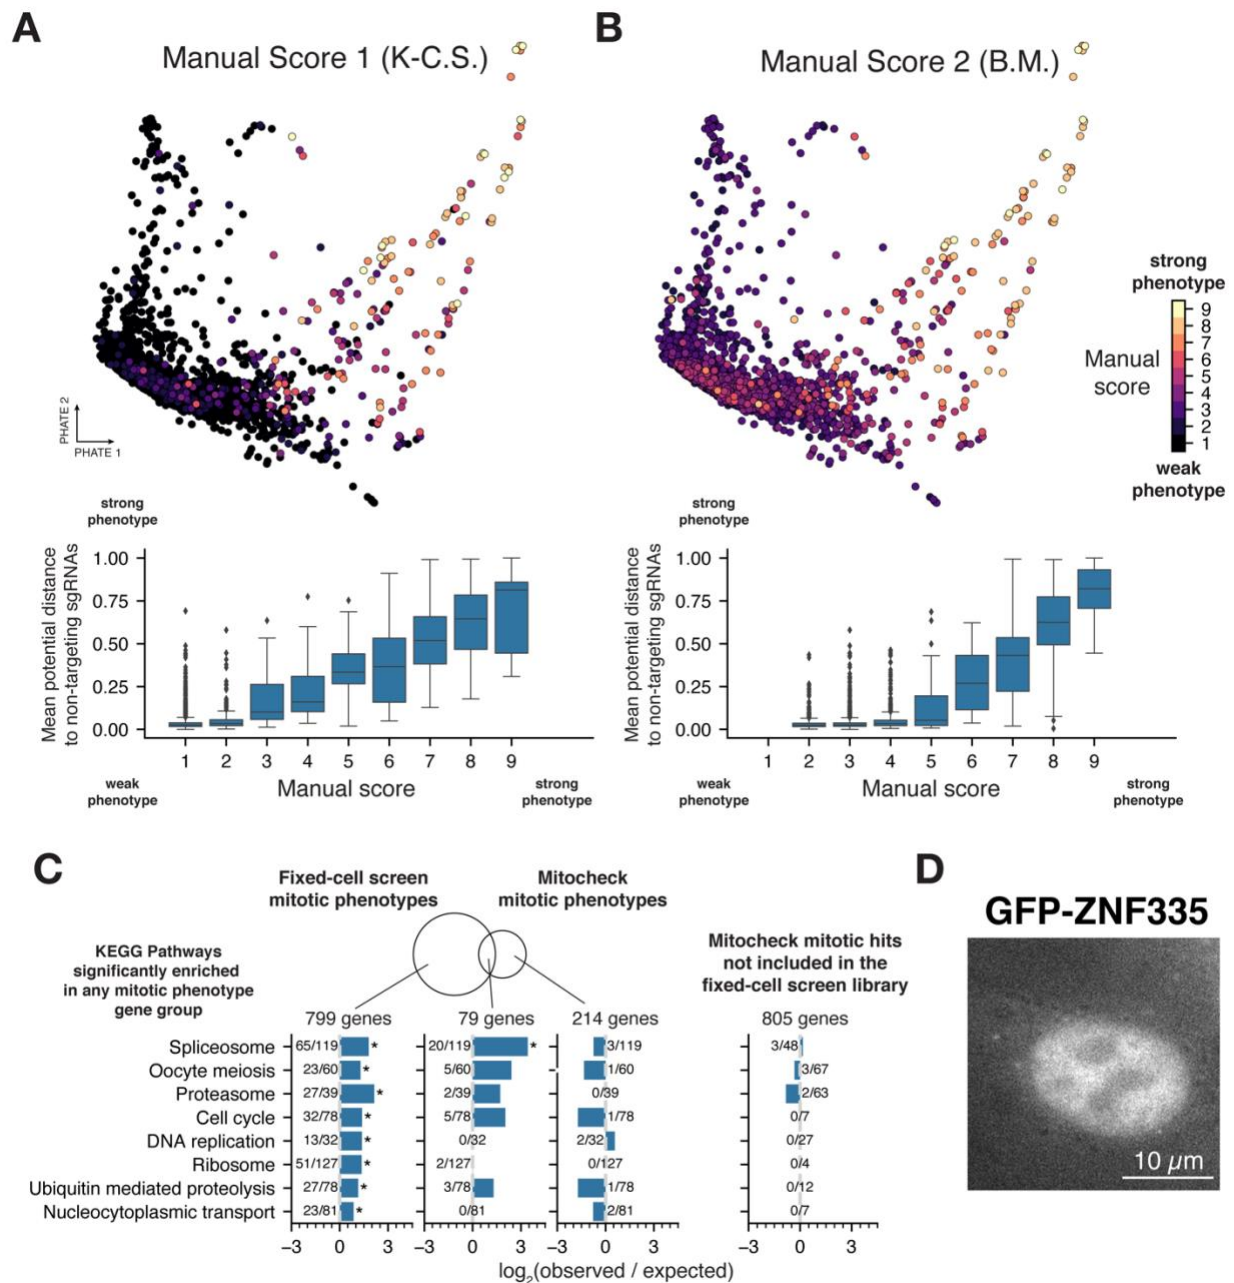 A
Manual Score 1 (K-C.S.)
PHATE 2
PHATE 1
B
Manual Score 2 (B.M.)
strong
phenotype
Manual
score
9
8
7
6
5
4
3
2
1
weak
phenotype
strong
phenotype
Mean potential distance
to non-targeting sgRNAs
1.00
0.75
0.50
0.25
0.00
1 2 3 4 5 6 7 8 9
weak
phenotype
Manual score
strong
phenotype
strong
phenotype
Mean potential distance
to non-targeting sgRNAs
1.00
0.75
0.50
0.25
0.00
1 2 3 4 5 6 7 8 9
weak
phenotype
Manual score
strong
phenotype
C
Fixed-cell screen
mitotic phenotypes
Mitocheck
mitotic phenotypes
KEGG Pathways
significantly enriched
in any mitotic phenotype
gene group
Mitocheck mitotic hits
not included in the
fixed-cell screen library
799 genes 79 genes 214 genes 805 genes
Spliceosome 65/119 * 20/119 * 3/119 3/48
Oocyte meiosis 23/60 * 5/60 1/60 3/67
Proteasome 27/39 * 2/39 0/39 2/63
Cell cycle 32/78 * 5/78 1/78 0/7
DNA replication 13/32 * 0/32 2/32 0/27
Ribosome 51/127 * 2/127 0/127 0/4
Ubiquitin mediated proteolysis 27/78 * 3/78 1/78 0/12
Nucleocytoplasmic transport 23/81 * 0/81 2/81 0/7
−3 0 3 −3 0 3 −3 0 3 −3 0 3
log2(observed / expected)
D
GFP-ZNF335
10 µm